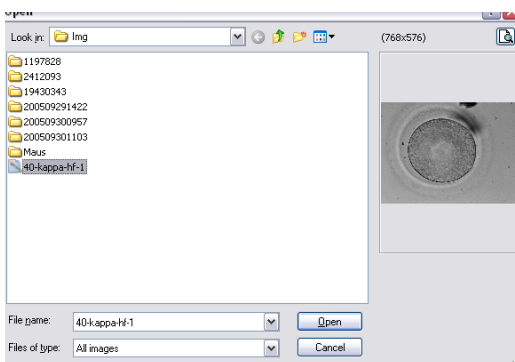 Open
Look in: Img
(768x576)
1197828
2412093
19430343
200509291422
200509300957
200509301103
Maus
40-kappa-hf-1
File name: 40-kappa-hf-1
Open
Files of type: All images
Cancel